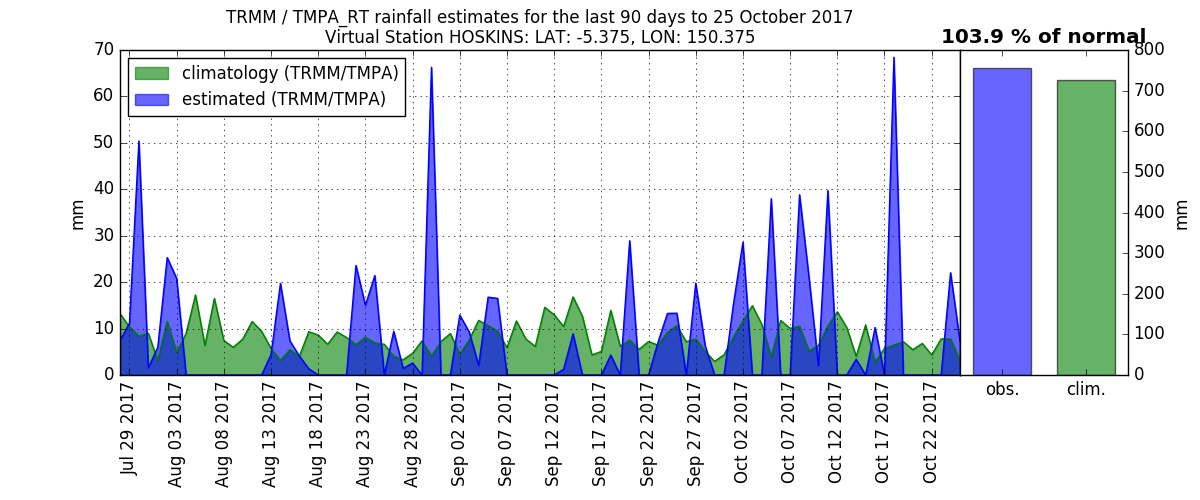 TRMM / TMPA_RT rainfall estimates for the last 90 days to 25 October 2017
Virtual Station HOSKINS: LAT: -5.375, LON: 150.375
103.9 % of normal
climatology (TRMM/TMPA)
estimated (TRMM/TMPA)
70
60
50
40
30
20
10
0
mm
Jul 29 2017
Aug 03 2017
Aug 08 2017
Aug 13 2017
Aug 18 2017
Aug 23 2017
Aug 28 2017
Sep 02 2017
Sep 07 2017
Sep 12 2017
Sep 17 2017
Sep 22 2017
Sep 27 2017
Oct 02 2017
Oct 07 2017
Oct 12 2017
Oct 17 2017
Oct 22 2017
800
700
600
500
400
300
200
100
0
mm
obs.
clim.